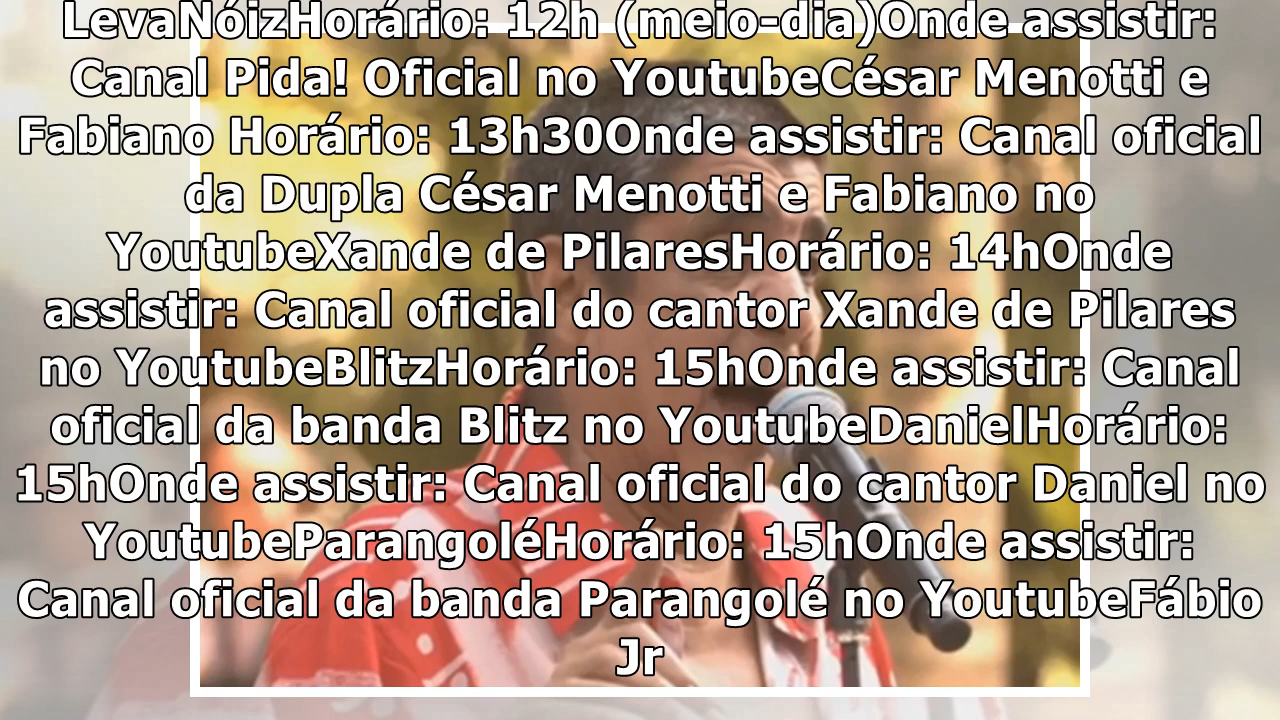 LevaNóizHorário: 12h (meio-dia)Onde assistir:
Canal Pida! Oficial no YoutubeCésar Menotti e
Fabiano Horário: 13h30Onde assistir: Canal oficial
da Dupla César Menotti e Fabiano no
YoutubeXande de PilaresHorário: 14hOnde
assistir: Canal oficial do cantor Xande de Pilares
no YoutubeBlitzHorário: 15hOnde assistir: Canal
oficial da banda Blitz no YoutubeDanielHorário:
15hOnde assistir: Canal oficial do cantor Daniel no
YoutubeParangoléHorário: 15hOnde assistir:
Canal oficial da banda Parangolé no YoutubeFábio
Jr